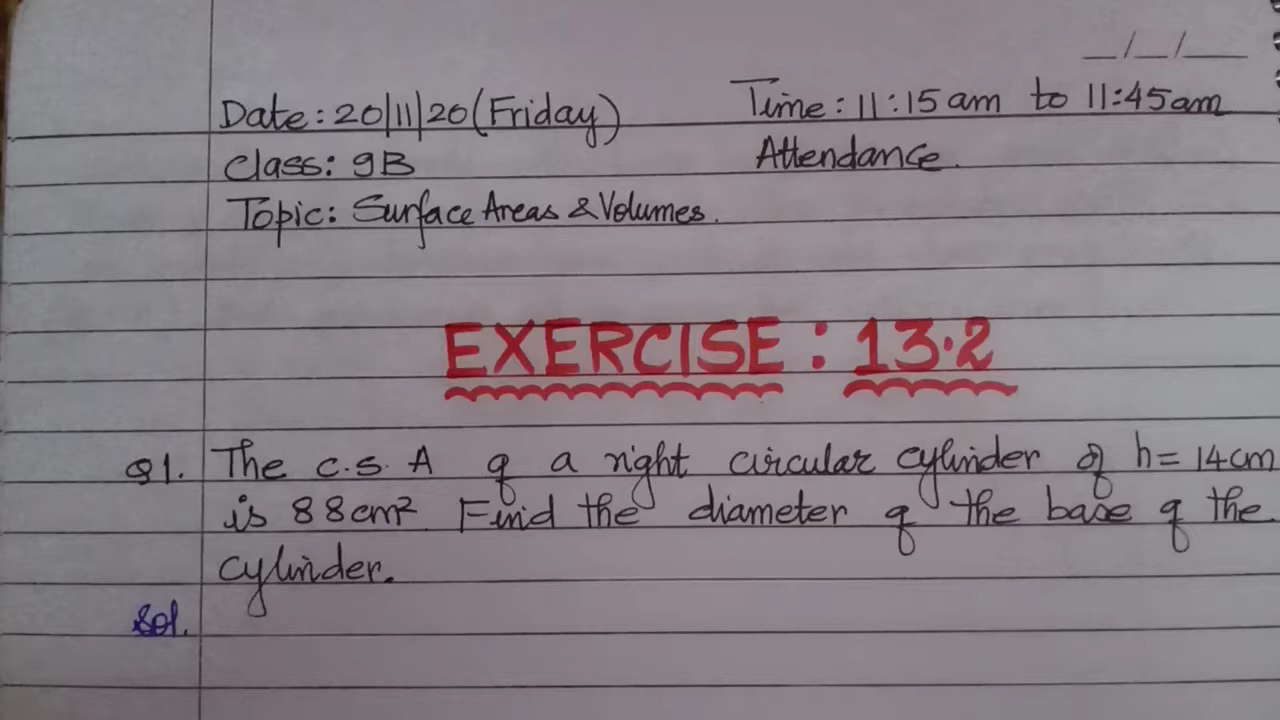 __/__/____
Date: 20/11/20 (Friday) Time: 11:15 am to 11:45am
Class: 9B Attendance.
Topic: Surface Areas & Volumes.
EXERCISE: 13.2
Q1. The C.S.A of a right circular cylinder of h = 14cm
is 88cm². Find the diameter of the base of the
cylinder.
Sol.